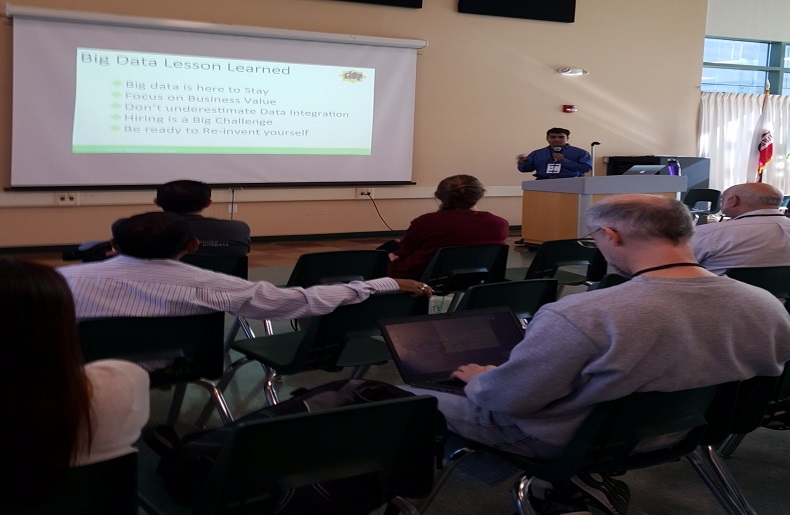 Big Data Lesson Learned
Big data is here to Stay
Focus on Business Value
Don't underestimate Data Integration
Hiring is a Big Challenge
Be ready to Re-invent yourself